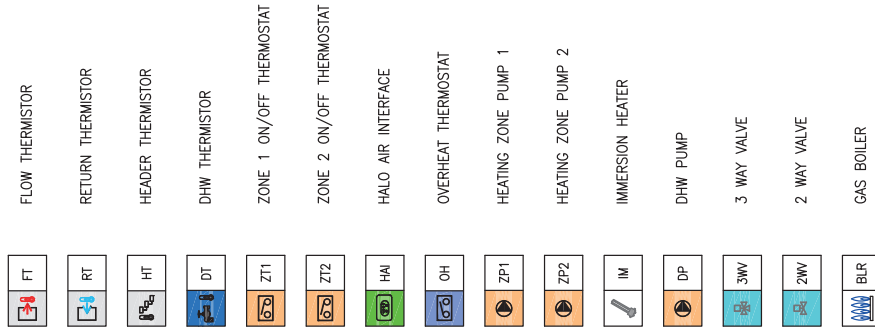 FT FLOW THERMISTOR
RT RETURN THERMISTOR
HT HEADER THERMISTOR
DT DHW THERMISTOR
ZT1 ZONE 1 ON/OFF THERMOSTAT
ZT2 ZONE 2 ON/OFF THERMOSTAT
HAI HALO AIR INTERFACE
OH OVERHEAT THERMOSTAT
ZP1 HEATING ZONE PUMP 1
ZP2 HEATING ZONE PUMP 2
IM IMMERSION HEATER
DP DHW PUMP
3WV 3 WAY VALVE
2WV 2 WAY VALVE
BLR GAS BOILER